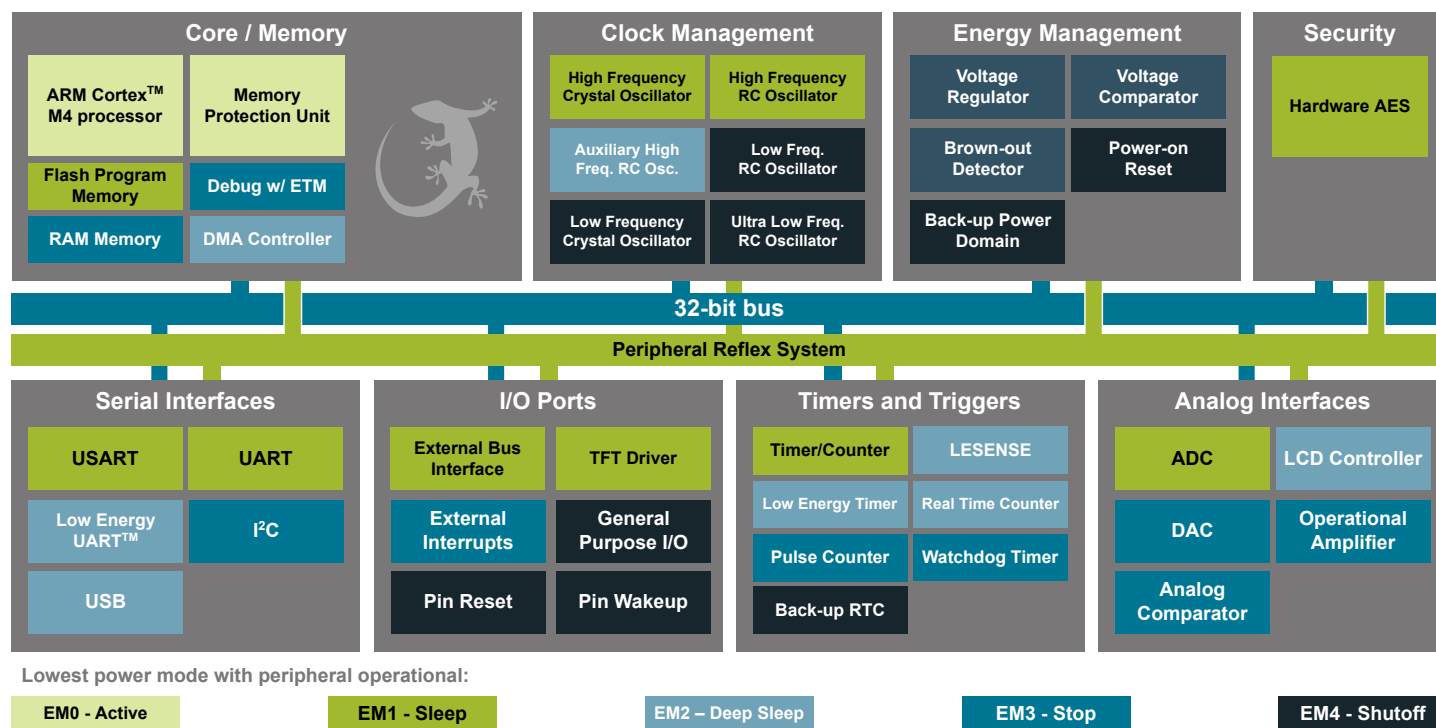 Core / Memory
ARM Cortex™
M4 processor
Memory
Protection Unit
Flash Program
Memory
Debug w/ ETM
RAM Memory
DMA Controller
Clock Management
High Frequency
Crystal Oscillator
High Frequency
RC Oscillator
Auxiliary High
Freq. RC Osc.
Low Freq.
RC Oscillator
Low Frequency
Crystal Oscillator
Ultra Low Freq.
RC Oscillator
Energy Management
Voltage
Regulator
Voltage
Comparator
Brown-out
Detector
Power-on
Reset
Back-up Power
Domain
Security
Hardware AES
32-bit bus
Peripheral Reflex System
Serial Interfaces
USART
UART
Low Energy
UART™
I²C
USB
I/O Ports
External Bus
Interface
TFT Driver
External
Interrupts
General
Purpose I/O
Pin Reset
Pin Wakeup
Timers and Triggers
Timer/Counter
LESENSE
Low Energy Timer
Real Time Counter
Pulse Counter
Watchdog Timer
Back-up RTC
Analog Interfaces
ADC
LCD Controller
DAC
Operational
Amplifier
Analog
Comparator
Lowest power mode with peripheral operational:
EM0 - Active
EM1 - Sleep
EM2 – Deep Sleep
EM3 - Stop
EM4 - Shutoff